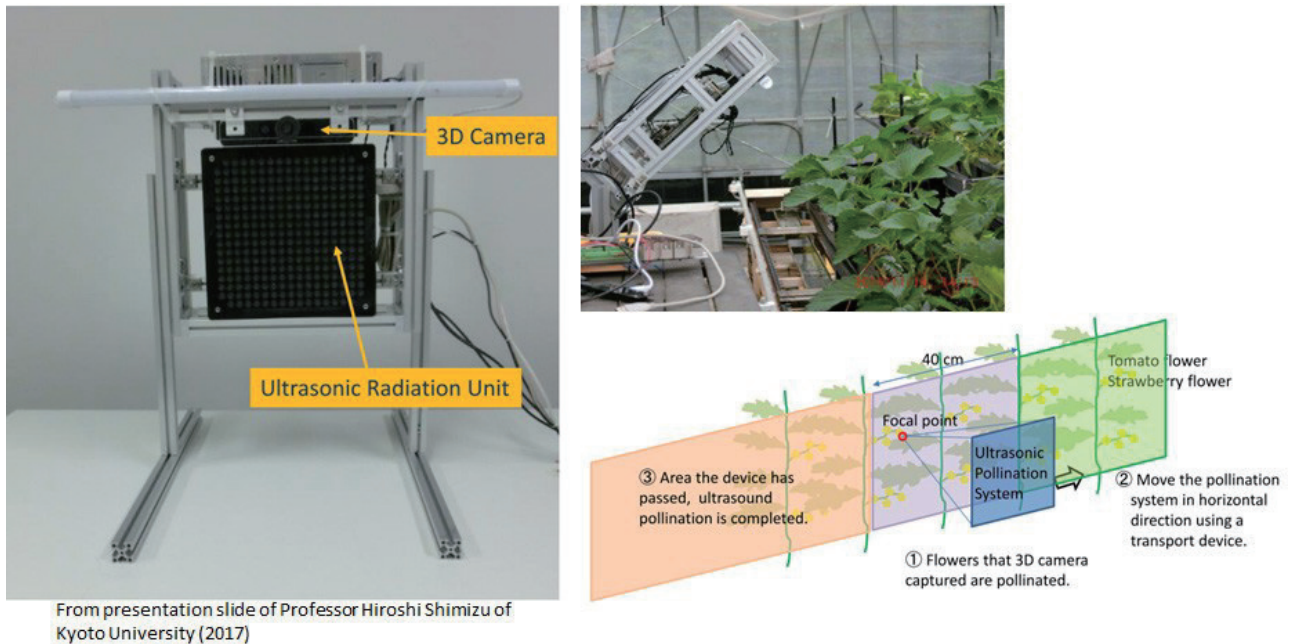 3D Camera
Ultrasonic Radiation Unit
From presentation slide of Professor Hiroshi Shimizu of
Kyoto University (2017)
40 cm
Tomato flower
Strawberry flower
Focal point
Ultrasonic
Pollination
System
③ Area the device has
passed, ultrasound
pollination is completed.
② Move the pollination
system in horizontal
direction using a
transport device.
① Flowers that 3D camera
captured are pollinated.